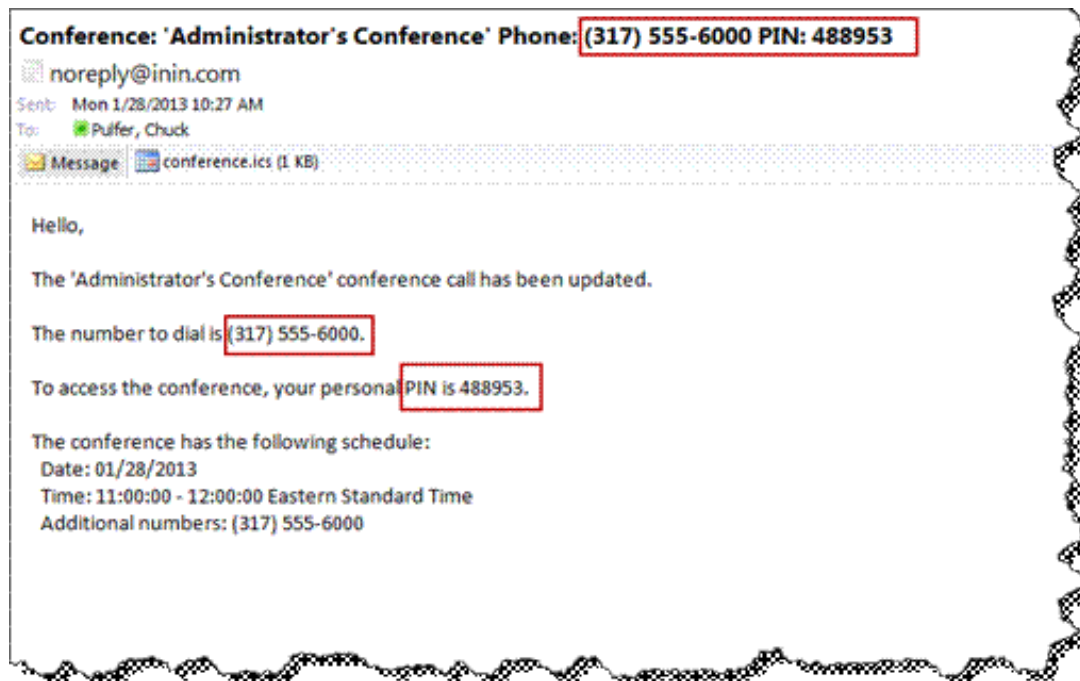 Conference: 'Administrator's Conference' Phone: (317) 555-6000 PIN: 488953
noreply@inin.com
Sent: Mon 1/28/2013 10:27 AM
To: Pulfer, Chuck
Message conference.ics (1 KB)
Hello,
The 'Administrator's Conference' conference call has been updated.
The number to dial is (317) 555-6000.
To access the conference, your personal PIN is 488953.
The conference has the following schedule:
Date: 01/28/2013
Time: 11:00:00 - 12:00:00 Eastern Standard Time
Additional numbers: (317) 555-6000